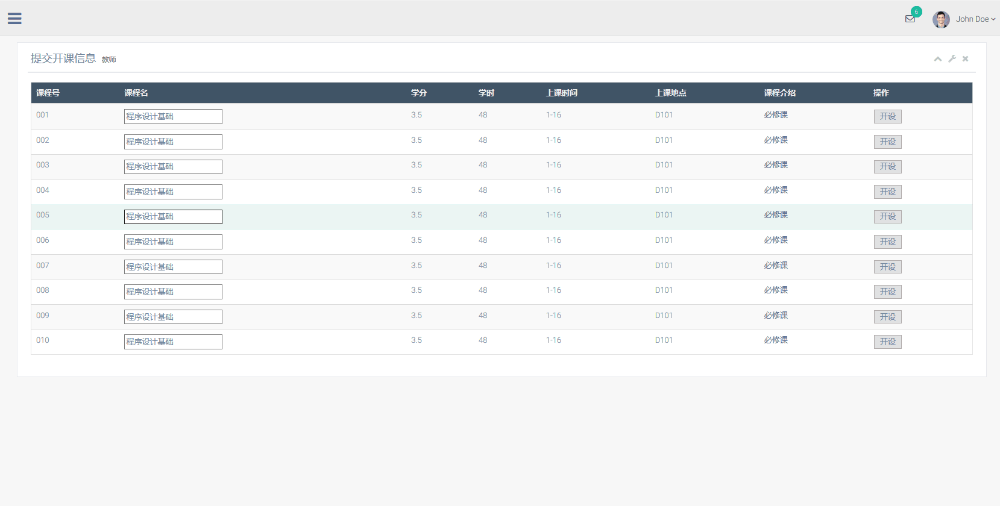 6
John Doe
提交开课信息 教师
课程号 课程名 学分 学时 上课时间 上课地点 课程介绍 操作
001 程序设计基础 3.5 48 1-16 D101 必修课 开设
002 程序设计基础 3.5 48 1-16 D101 必修课 开设
003 程序设计基础 3.5 48 1-16 D101 必修课 开设
004 程序设计基础 3.5 48 1-16 D101 必修课 开设
005 程序设计基础 3.5 48 1-16 D101 必修课 开设
006 程序设计基础 3.5 48 1-16 D101 必修课 开设
007 程序设计基础 3.5 48 1-16 D101 必修课 开设
008 程序设计基础 3.5 48 1-16 D101 必修课 开设
009 程序设计基础 3.5 48 1-16 D101 必修课 开设
010 程序设计基础 3.5 48 1-16 D101 必修课 开设